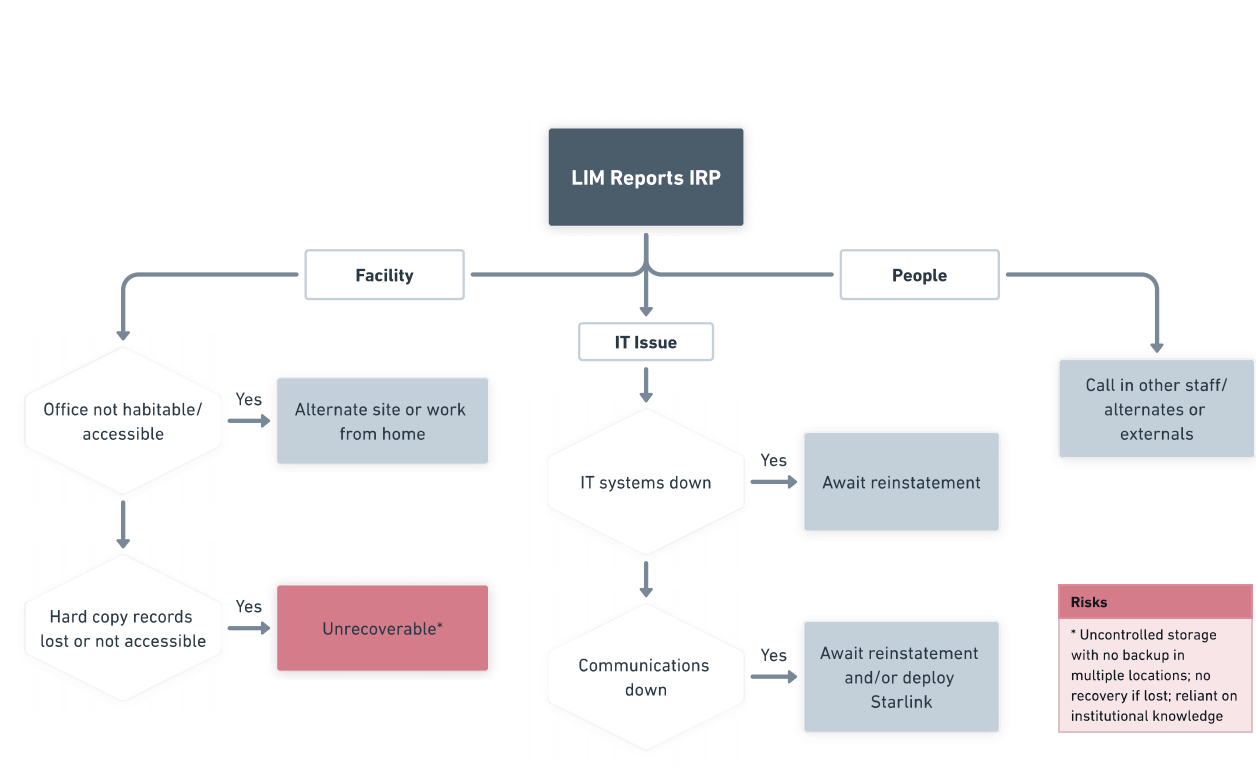 LIM Reports IRP
Facility
People
IT Issue
Office not habitable/
accessible
Yes
Alternate site or work
from home
Call in other staff/
alternates or
externals
IT systems down
Yes
Await reinstatement
Hard copy records
lost or not accessible
Yes
Unrecoverable*
Communications
down
Yes
Await reinstatement
and/or deploy
Starlink
Risks
* Uncontrolled storage
with no backup in
multiple locations; no
recovery if lost; reliant on
institutional knowledge